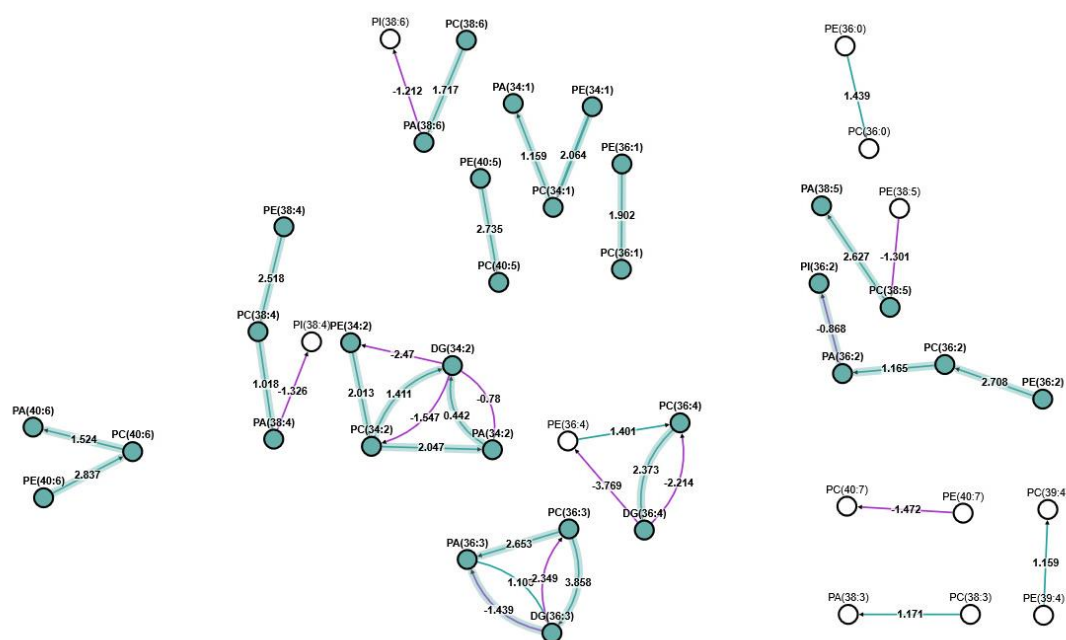 PI(38:6)
PC(38:6)
-1.212
1.717
PA(38:6)
PA(34:1)
PE(34:1)
1.159
2.064
PC(34:1)
PE(36:1)
1.902
PC(36:1)
PE(40:5)
2.735
PC(40:5)
PE(36:0)
1.439
PC(36:0)
PA(38:5)
PE(38:5)
2.627
-1.301
PC(38:5)
PI(36:2)
-0.868
PA(36:2)
1.165
PC(36:2)
2.708
PE(36:2)
PE(38:4)
2.518
PC(38:4)
PI(38:4)
1.018
-1.326
PA(38:4)
PE(34:2)
DG(34:2)
-2.47
2.013
1.411
-0.78
-1.547
0.442
PC(34:2)
2.047
PA(34:2)
PA(40:6)
1.524
PC(40:6)
2.837
PE(40:6)
PC(36:4)
PE(36:4)
1.401
2.373
-3.769
-2.214
DG(36:4)
PC(36:3)
PA(36:3)
2.653
3.858
-1.439
DG(36:3)
PC(40:7)
-1.472
PE(40:7)
PC(39:4
1.159
PE(39:4)
PA(38:3)
1.171
PC(38:3)